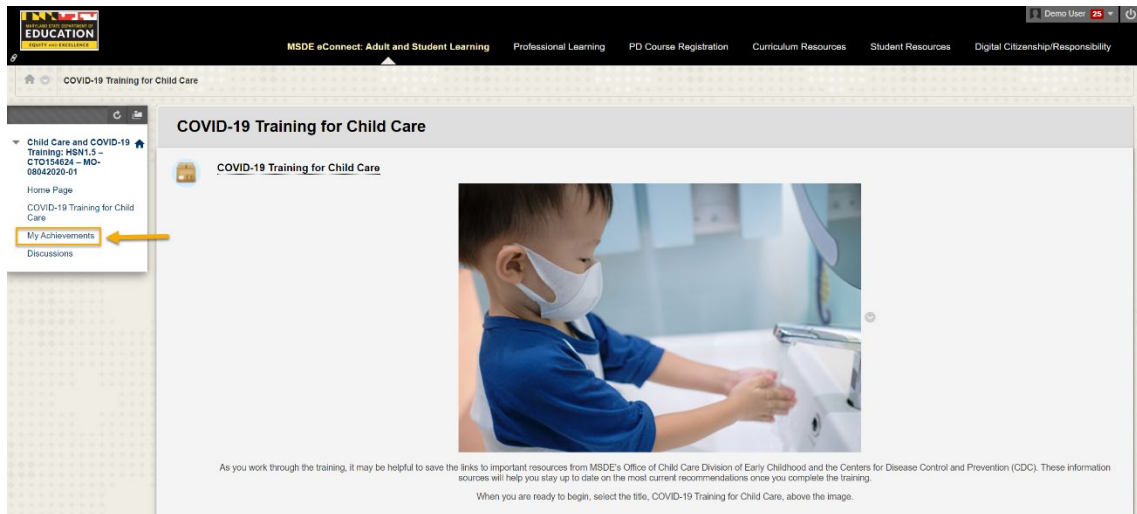 MARYLAND STATE DEPARTMENT OF
EDUCATION
EQUITY AND EXCELLENCE
Demo User 25
MSDE eConnect: Adult and Student Learning
Professional Learning
PD Course Registration
Curriculum Resources
Student Resources
Digital Citizenship/Responsibility
COVID-19 Training for Child Care
Child Care and COVID-19
Training: HSN1.5 –
CTO154624 – MO-
08042020-01
Home Page
COVID-19 Training for Child
Care
My Achievements
Discussions
COVID-19 Training for Child Care
COVID-19 Training for Child Care
As you work through the training, it may be helpful to save the links to important resources from MSDE's Office of Child Care Division of Early Childhood and the Centers for Disease Control and Prevention (CDC). These information
sources will help you stay up to date on the most current recommendations once you complete the training.
When you are ready to begin, select the title, COVID-19 Training for Child Care, above the image.